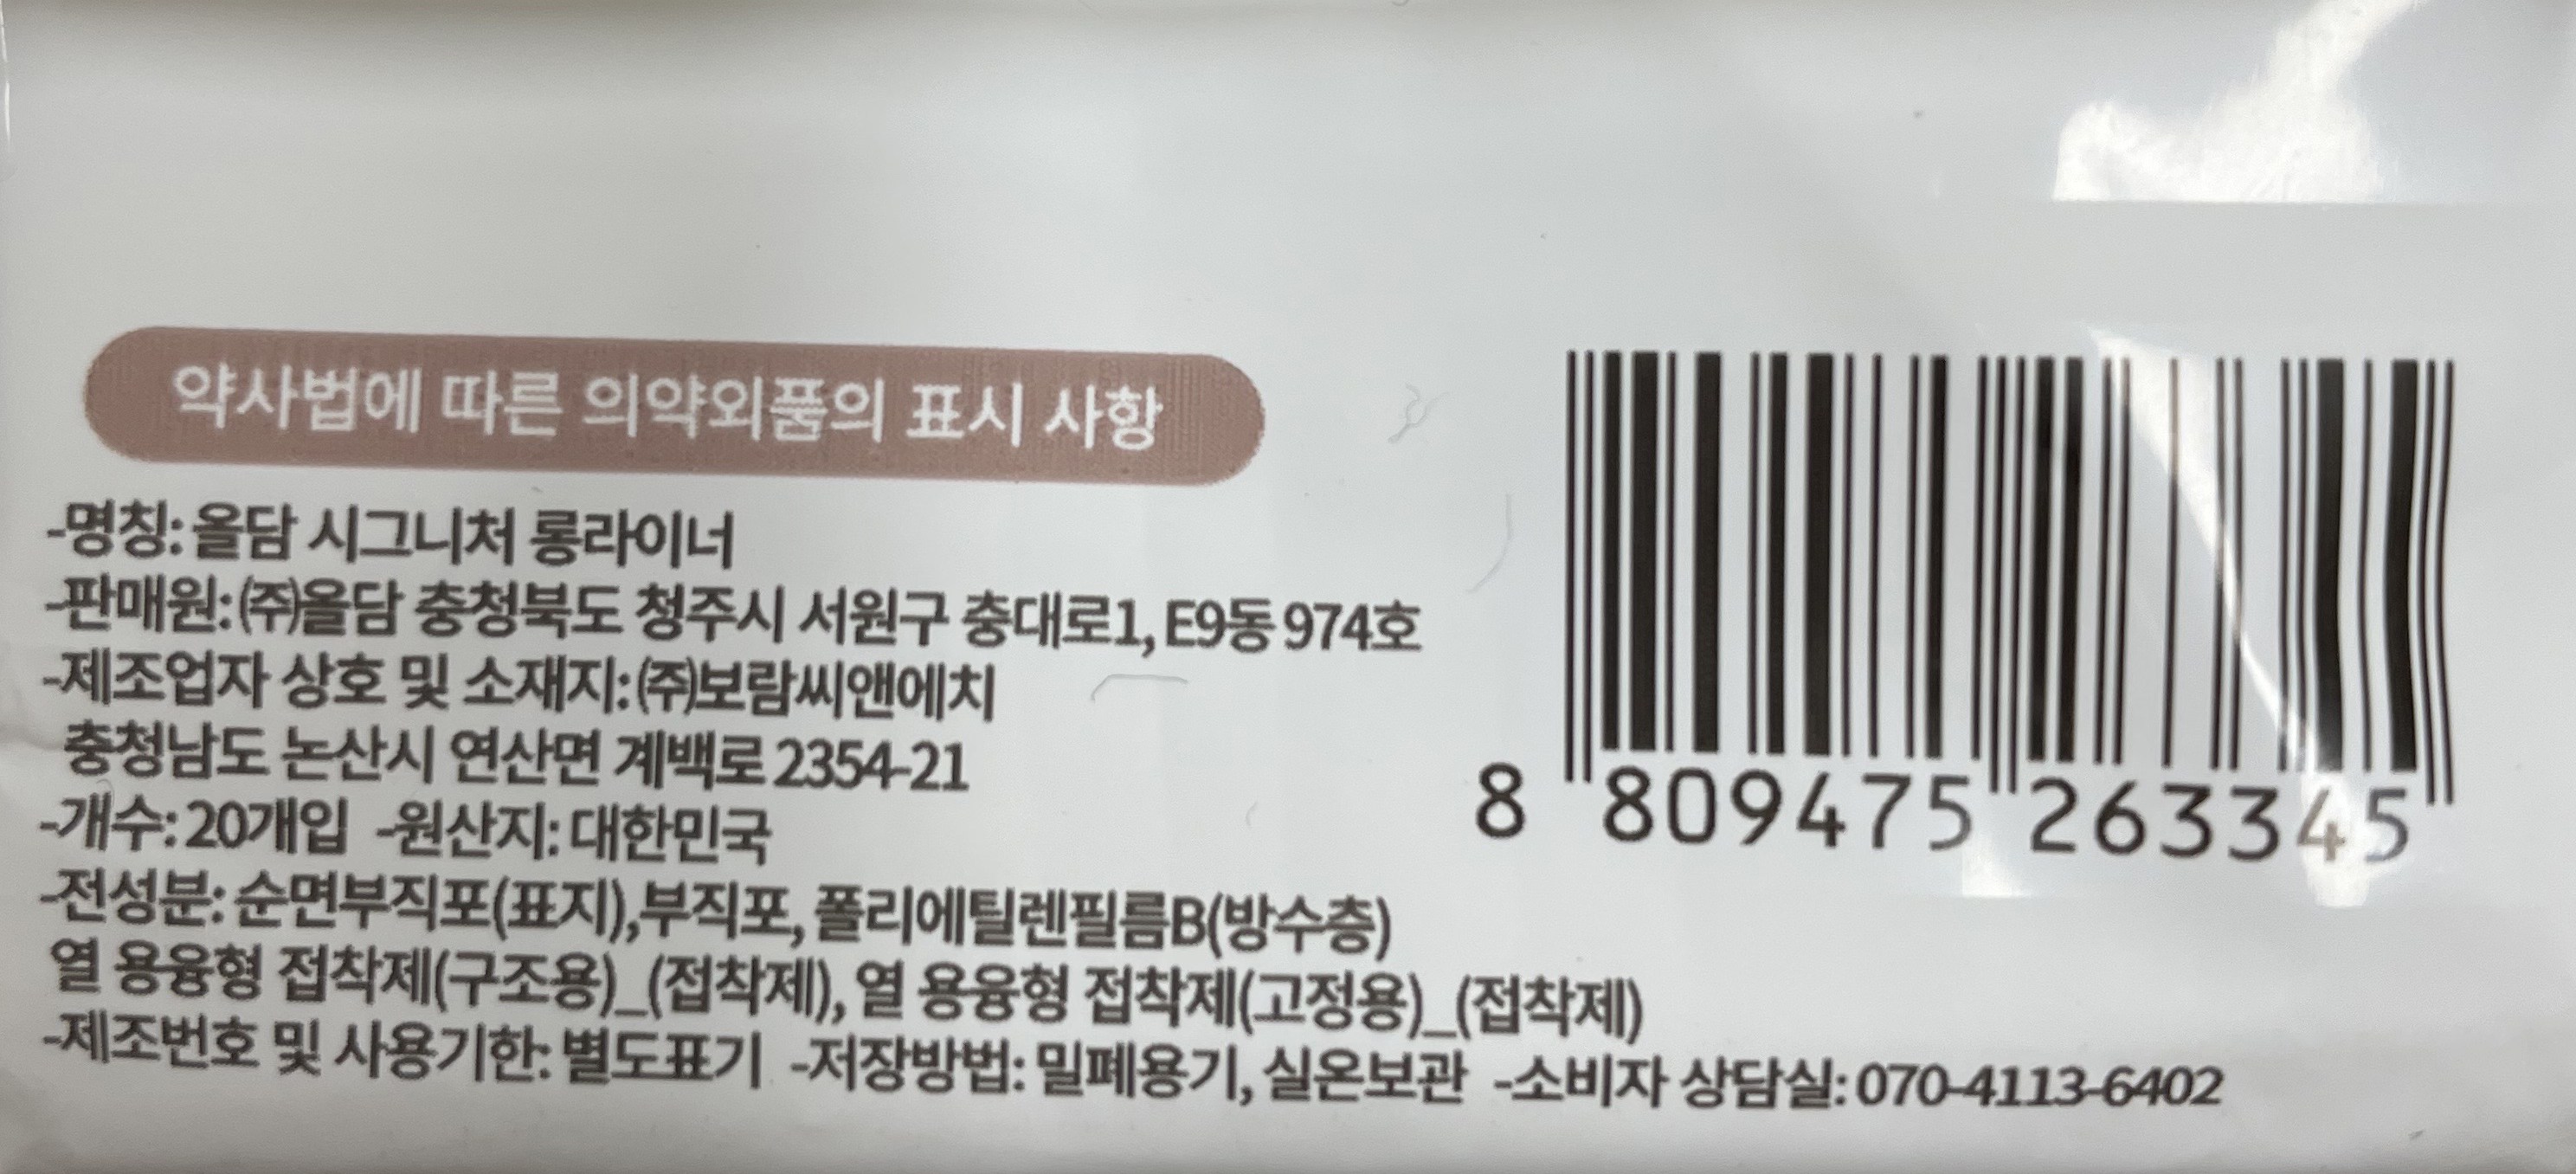 약사법에 따른 의약외품의 표시 사항
-명칭: 올담 시그니처 롱라이너
-판매원: ㈜올담 충청북도 청주시 서원구 충대로1, E9동 974호
-제조업자 상호 및 소재지: ㈜보람씨앤에치
충청남도 논산시 연산면 계백로 2354-21
-개수: 20개입 -원산지: 대한민국
-전성분: 순면부직포(표지),부직포, 폴리에틸렌필름B(방수층)
열 용융형 접착제(구조용)_(접착제), 열 용융형 접착제(고정용)_(접착제)
-제조번호 및 사용기한: 별도표기 -저장방법: 밀폐용기, 실온보관 -소비자 상담실: 070-4113-6402
8 809475 263345